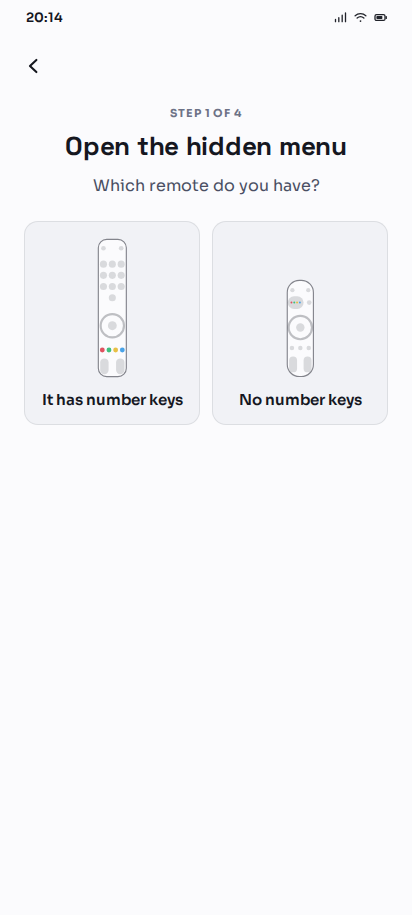 20:14
STEP 1 OF 4
Open the hidden menu
Which remote do you have?
It has number keys
No number keys